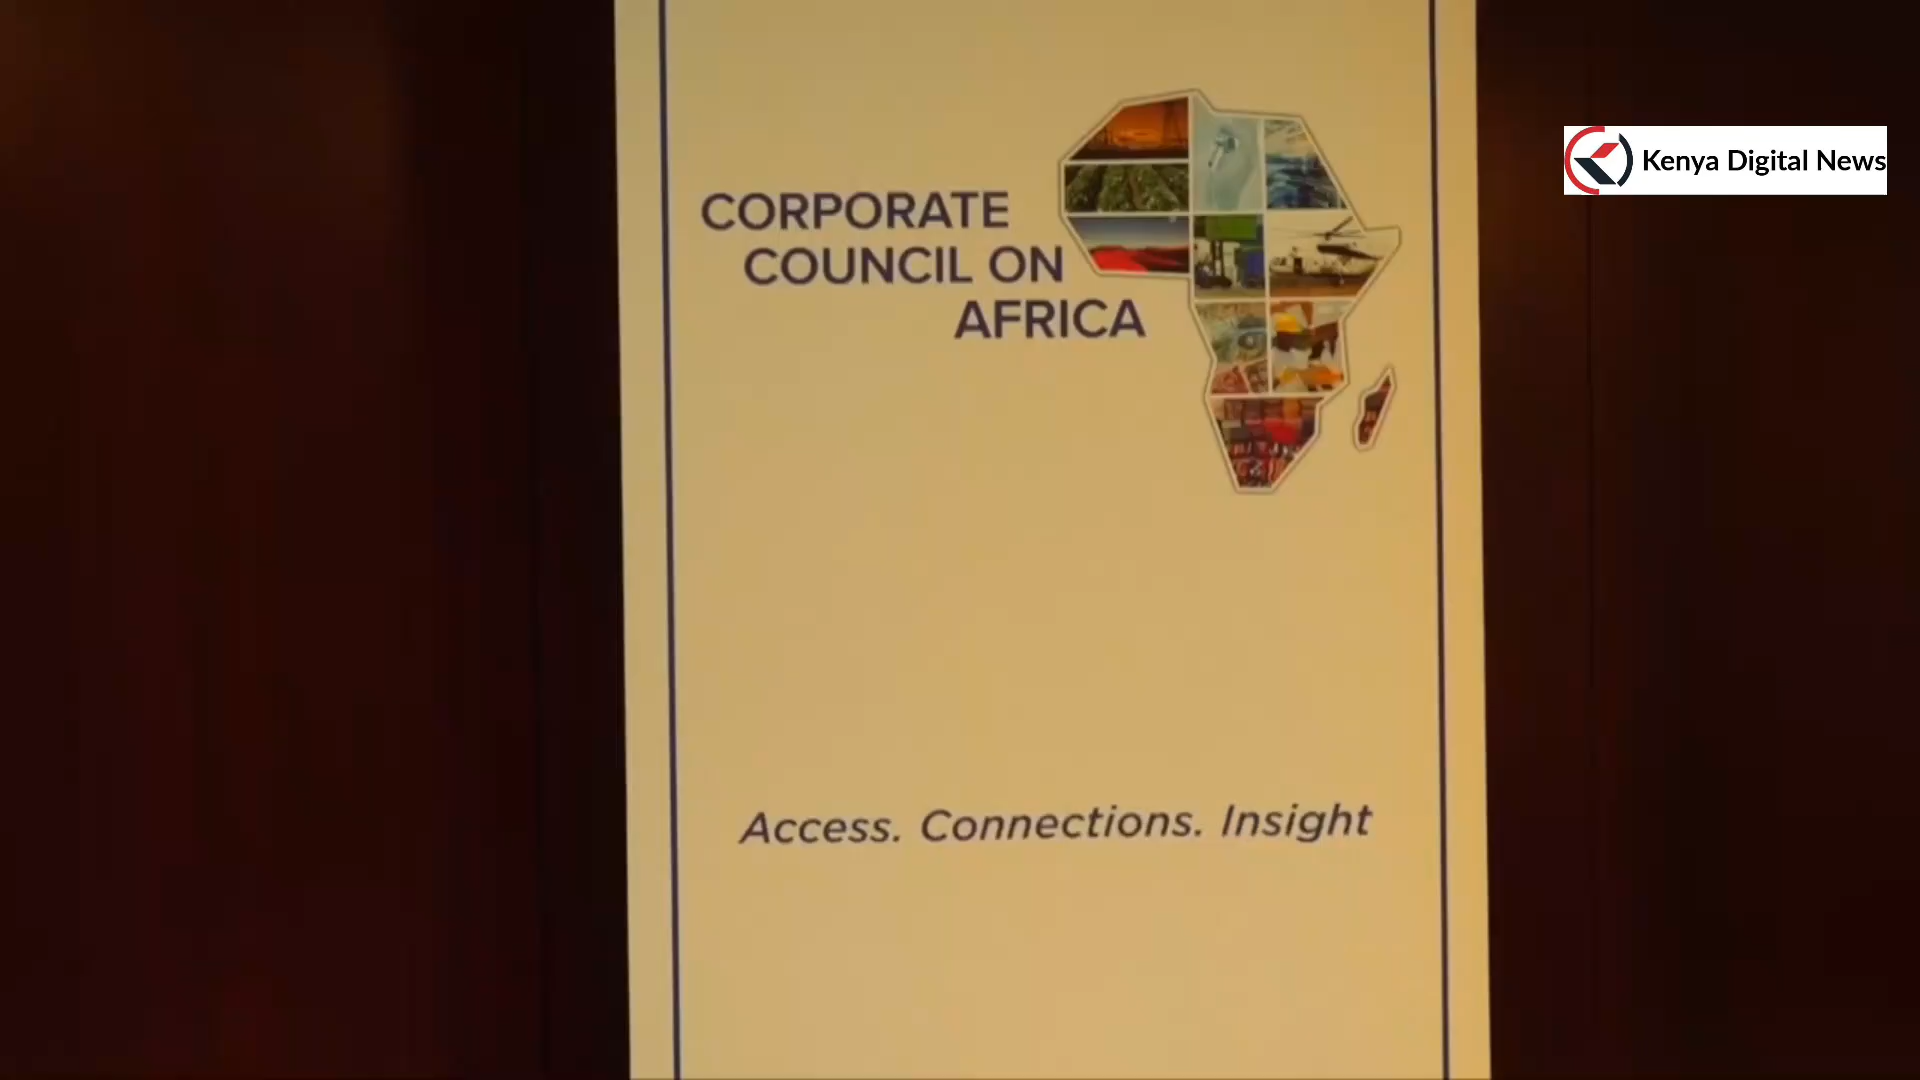 CORPORATE
COUNCIL ON
AFRICA
Kenya Digital News
Access. Connections. Insight